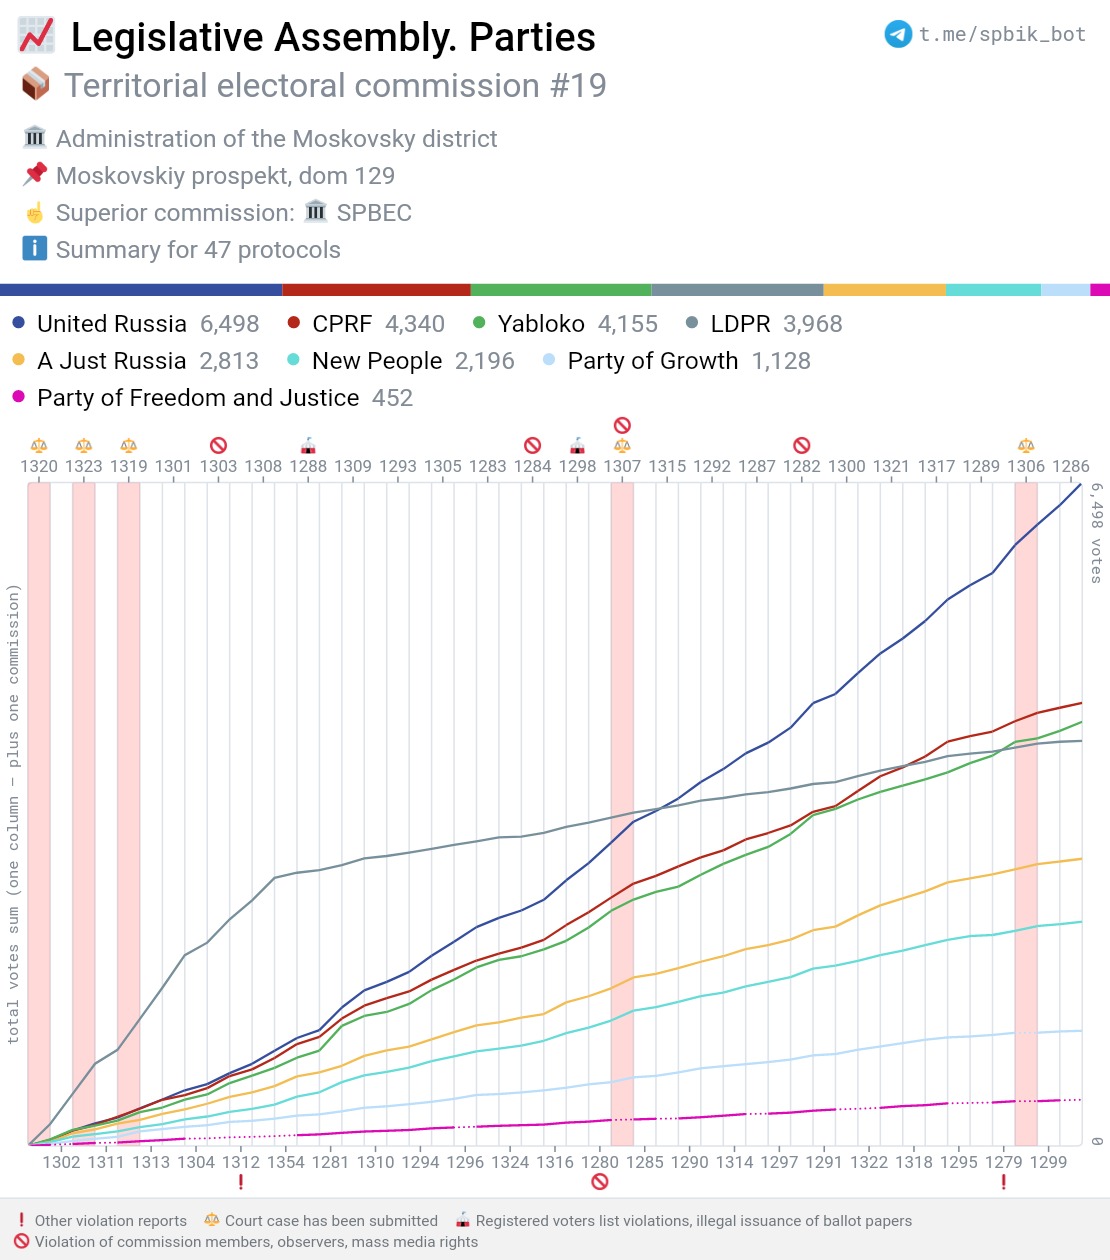 Legislative Assembly. Parties
t.me/spbik_bot
Territorial electoral commission #19
Administration of the Moskovsky district
Moskovskiy prospekt, dom 129
Superior commission: SPBEC
Summary for 47 protocols
United Russia 6,498 CPRF 4,340 Yabloko 4,155 LDPR 3,968
A Just Russia 2,813 New People 2,196 Party of Growth 1,128
Party of Freedom and Justice 452
1320 1323 1319 1301 1303 1308 1288 1309 1293 1305 1283 1284 1298 1307 1315 1292 1287 1282 1300 1321 1317 1289 1306 1286
6,498 votes
total votes sum (one column — plus one commission)
0
1302 1311 1313 1304 1312 1354 1281 1310 1294 1296 1324 1316 1280 1285 1290 1314 1297 1291 1322 1318 1295 1279 1299
Other violation reports Court case has been submitted Registered voters list violations, illegal issuance of ballot papers
Violation of commission members, observers, mass media rights